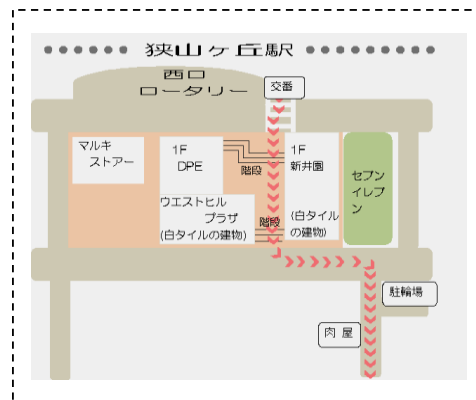 狭山ヶ丘駅
西口
ロータリー
交番
マルキ
ストアー
1F
DPE
階段
1F
新井園
セブン
イレブ
ン
ウエストヒル
プラザ
(白タイルの建物)
階段
(白タイル
の建物)
駐輪場
肉屋